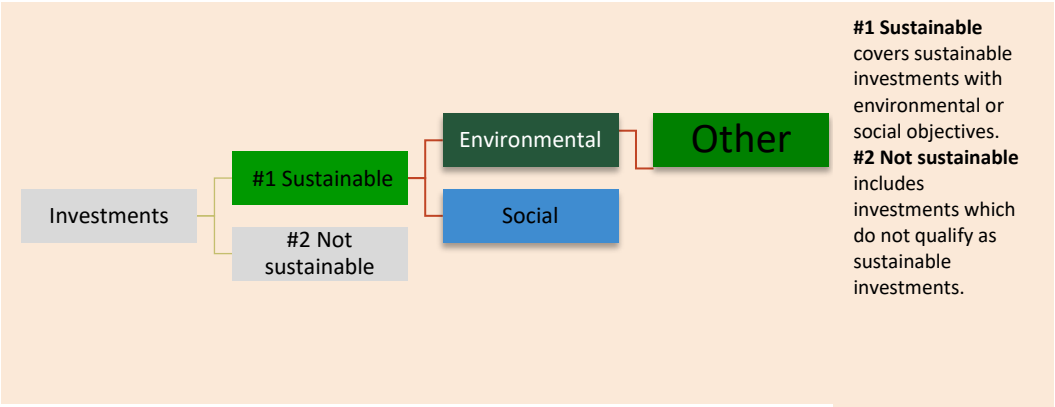 Investments
#1 Sustainable
#2 Not
sustainable
Environmental
Social
Other
#1 Sustainable
covers sustainable
investments with
environmental or
social objectives.
#2 Not sustainable
includes
investments which
do not qualify as
sustainable
investments.